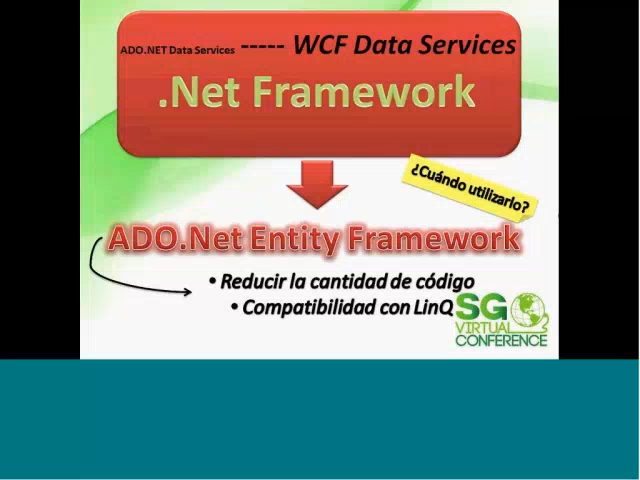 ADO.NET Data Services ----- WCF Data Services
.Net Framework
¿Cuándo utilizarlo?
ADO.Net Entity Framework
• Reducir la cantidad de código
• Compatibilidad con LinQ
SG
VIRTUAL
CONFERENCE